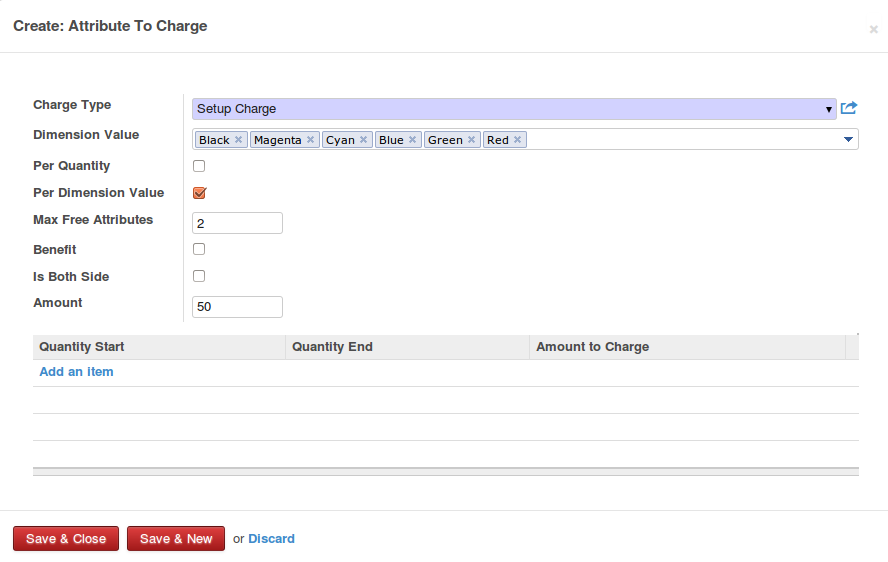 Create: Attribute To Charge
×
Charge Type Setup Charge
Dimension Value Black × Magenta × Cyan × Blue × Green × Red ×
Per Quantity
Per Dimension Value
Max Free Attributes 2
Benefit
Is Both Side
Amount 50
Quantity Start Quantity End Amount to Charge
Add an item
Save & Close Save & New or Discard